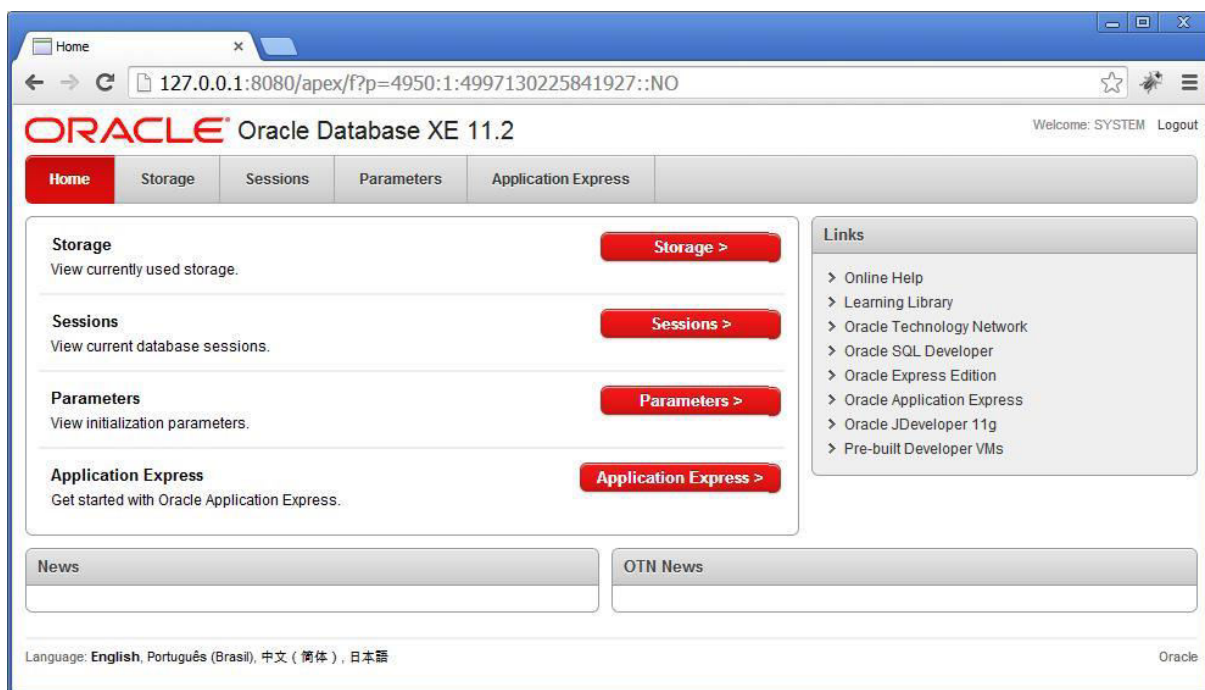 Home
127.0.0.1:8080/apex/f?p=4950:1:4997130225841927::NO
ORACLE Oracle Database XE 11.2
Welcome: SYSTEM Logout
Home Storage Sessions Parameters Application Express
Storage
View currently used storage.
Storage >
Sessions
View current database sessions.
Sessions >
Parameters
View initialization parameters.
Parameters >
Application Express
Get started with Oracle Application Express.
Application Express >
Links
Online Help
Learning Library
Oracle Technology Network
Oracle SQL Developer
Oracle Express Edition
Oracle Application Express
Oracle JDeveloper 11g
Pre-built Developer VMs
News
OTN News
Language: English, Português (Brasil), 中文 ( 简体 ) , 日本語
Oracle